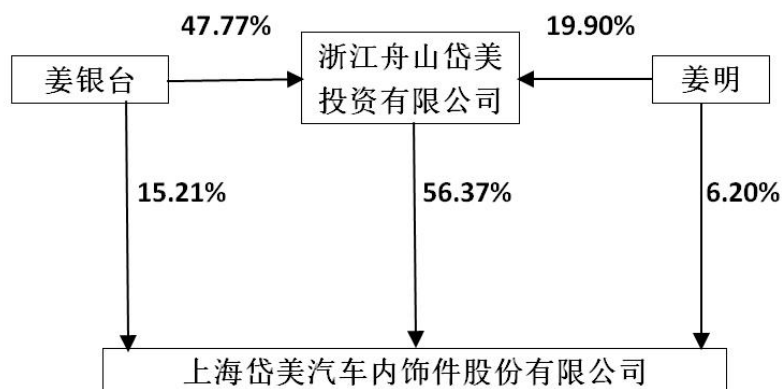 47.77%
19.90%
姜银台
浙江舟山岱美
投资有限公司
姜明
15.21%
56.37%
6.20%
上海岱美汽车内饰件股份有限公司